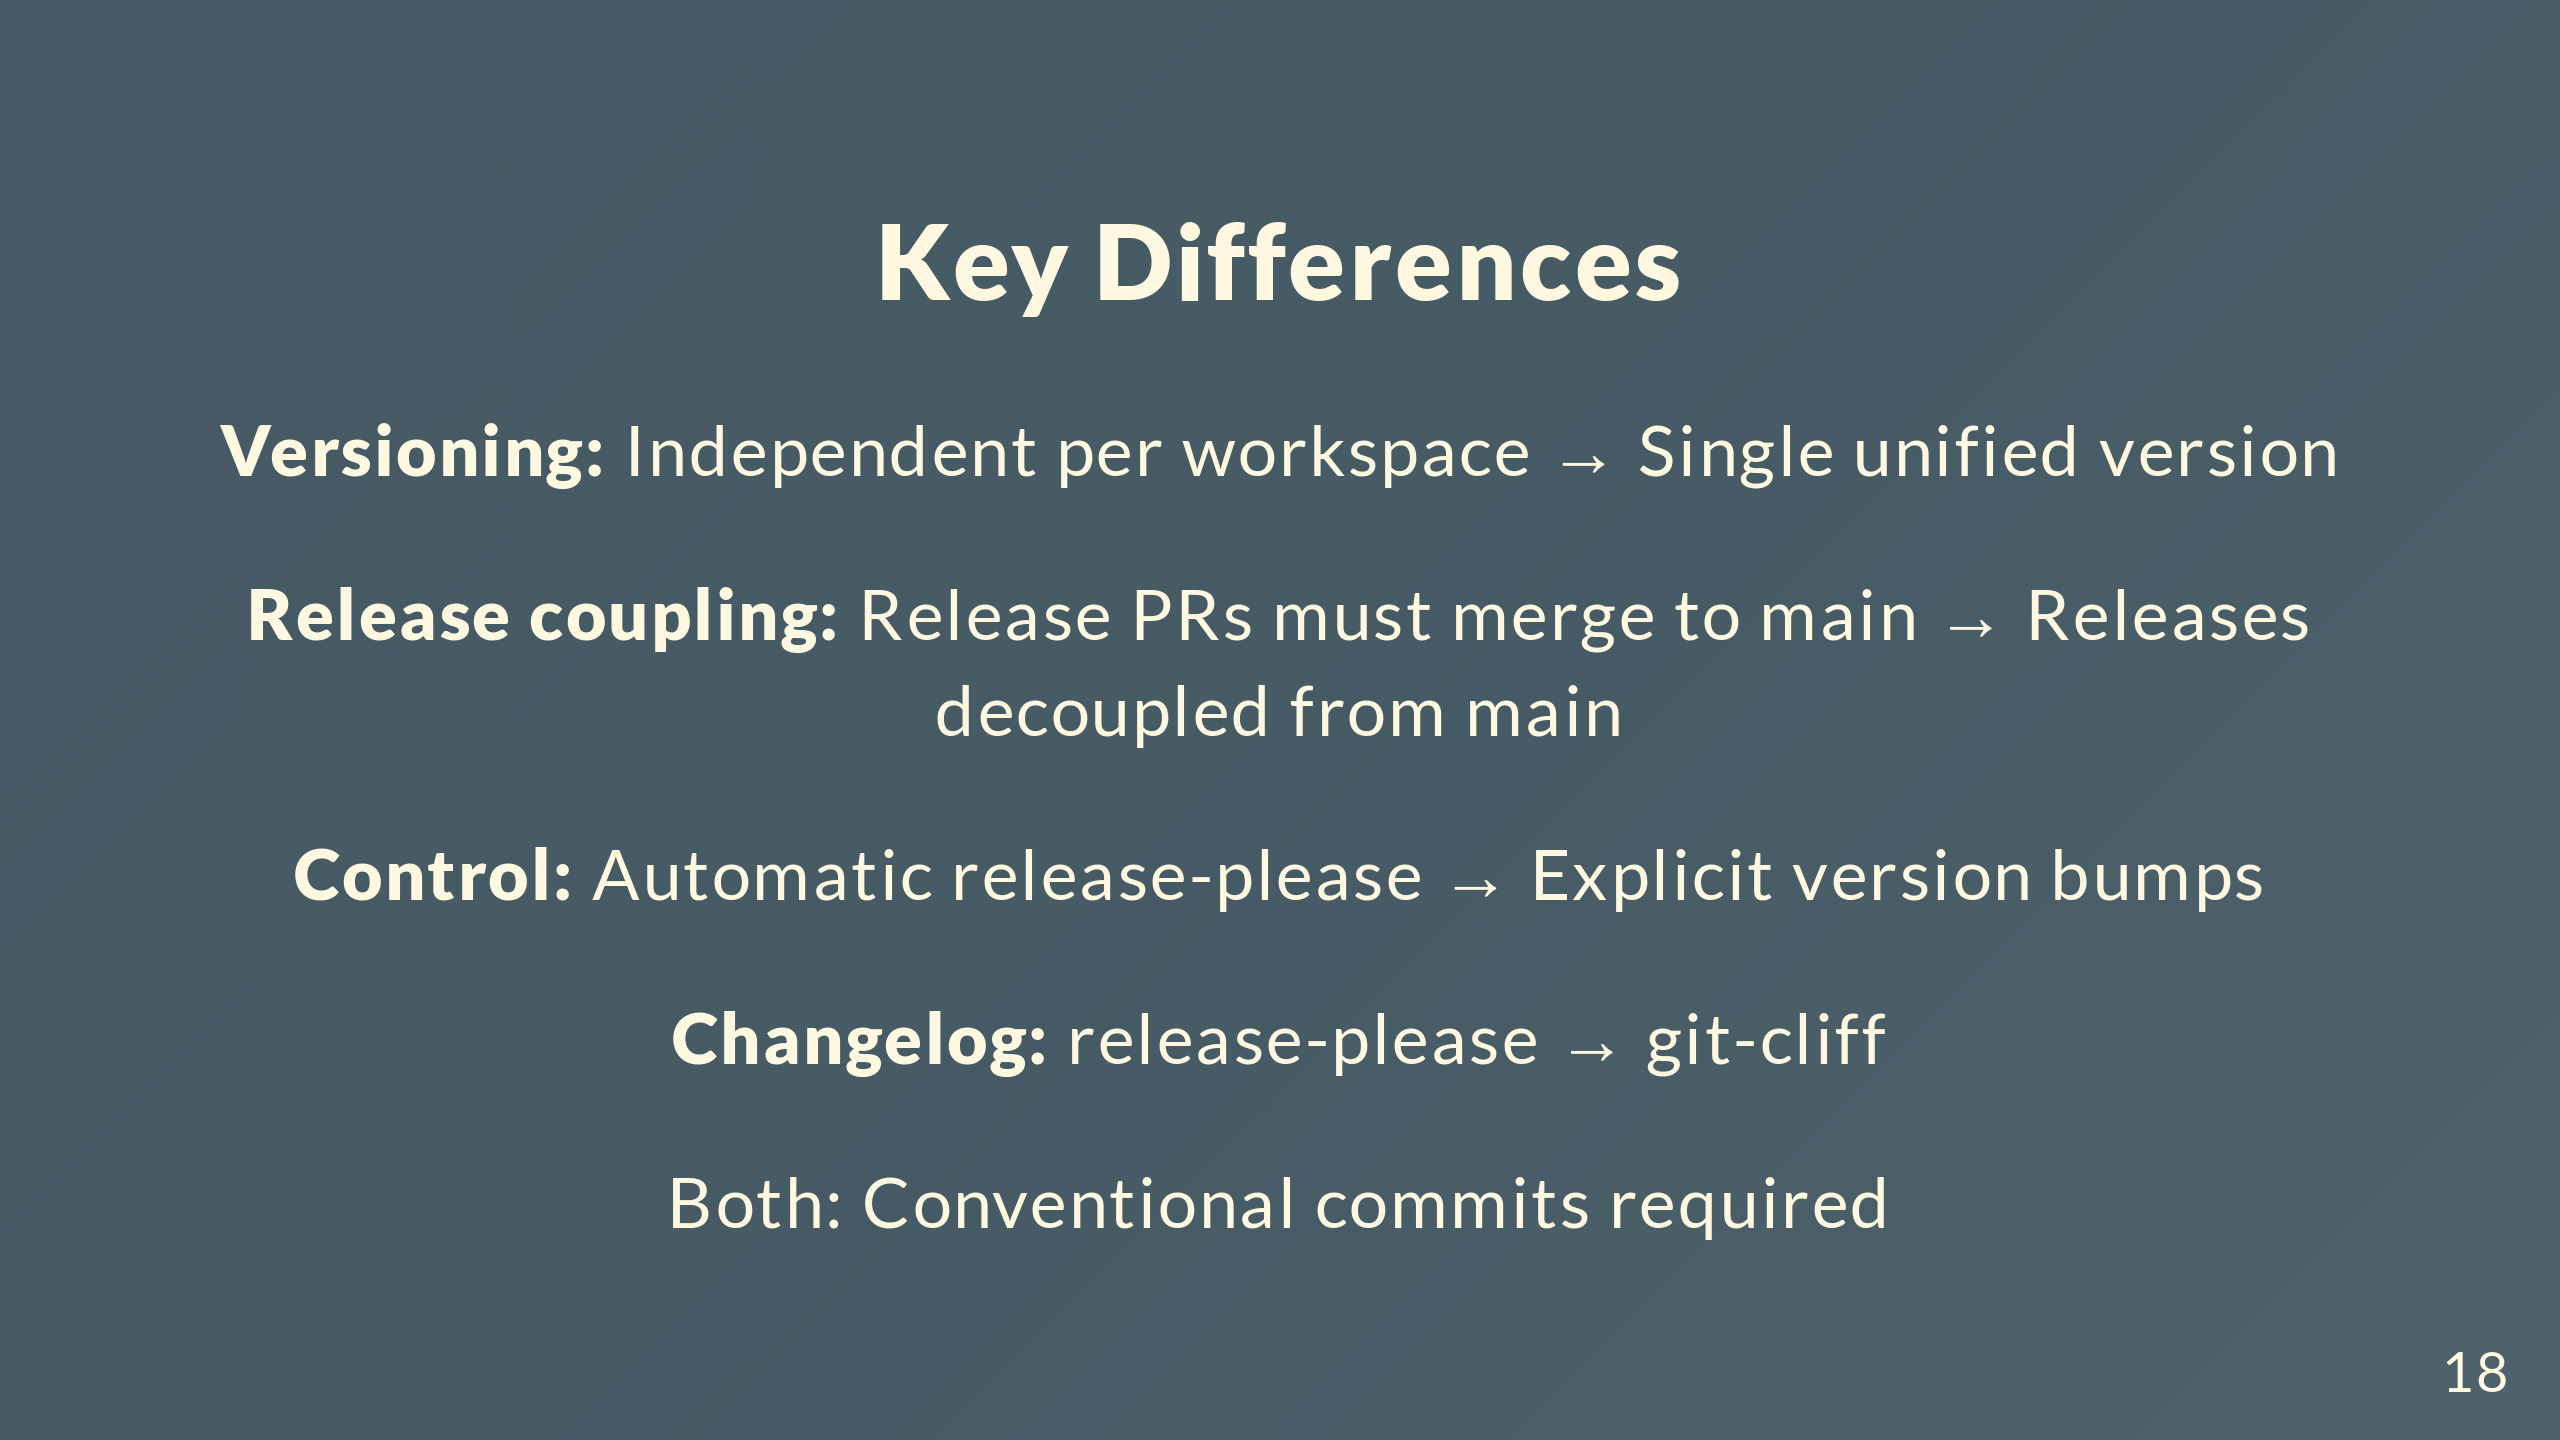 Key Differences
Versioning: Independent per workspace → Single unified version
Release coupling: Release PRs must merge to main → Releases
decoupled from main
Control: Automatic release-please → Explicit version bumps
Changelog: release-please → git-cliff
Both: Conventional commits required
18